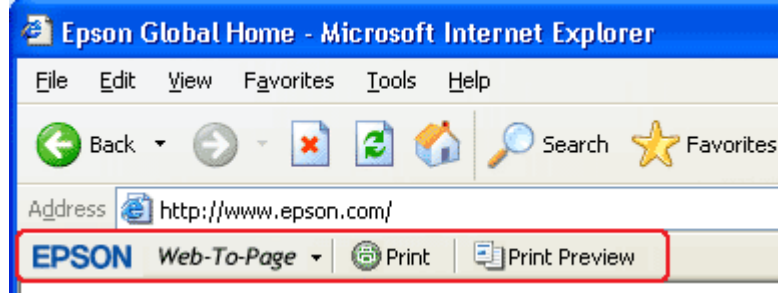 Epson Global Home - Microsoft Internet Explorer
File Edit View Favorites Tools Help
Back Search Favorites
Address http://www.epson.com/
EPSON Web-To-Page Print Print Preview